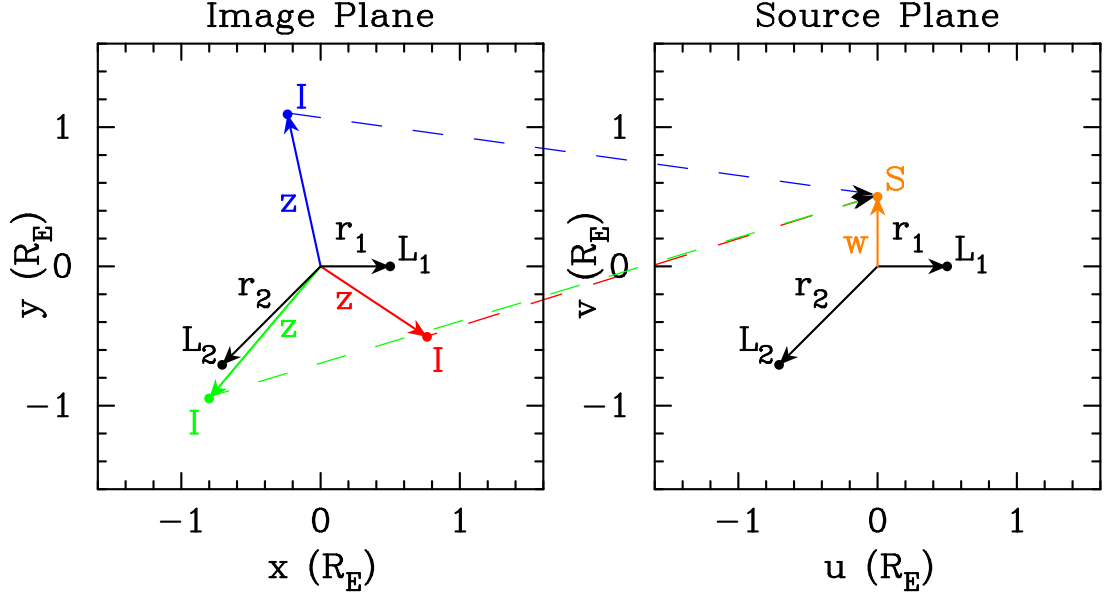 Image Plane
Source Plane
I
z
r1
L1
r2
L2
z
z
I
I
1
0
−1
y (RE)
−1
0
1
x (RE)
S
w
r1
L1
r2
L2
1
0
−1
v (RE)
−1
0
1
u (RE)